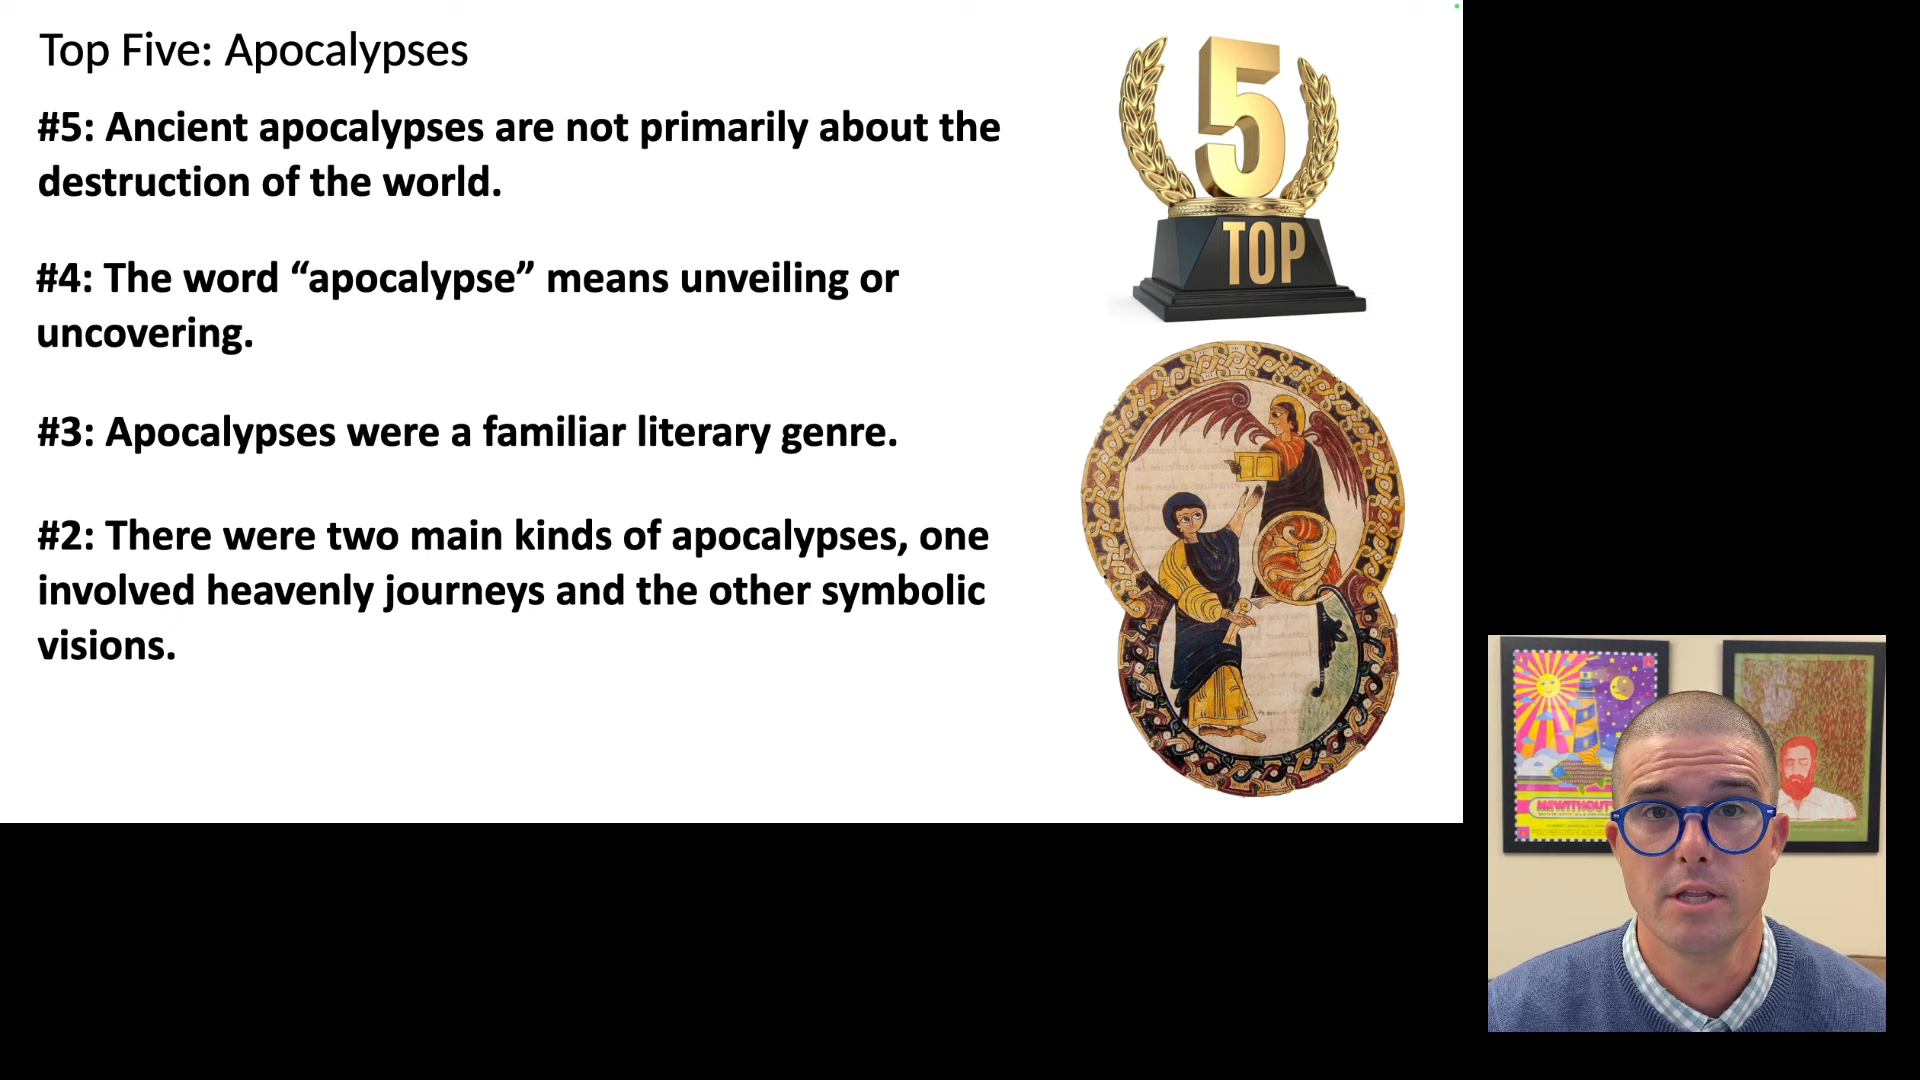 Top Five: Apocalypses
#5: Ancient apocalypses are not primarily about the
destruction of the world.
#4: The word “apocalypse” means unveiling or
uncovering.
#3: Apocalypses were a familiar literary genre.
#2: There were two main kinds of apocalypses, one
involved heavenly journeys and the other symbolic
visions.
5
TOP
MEWITHOUT